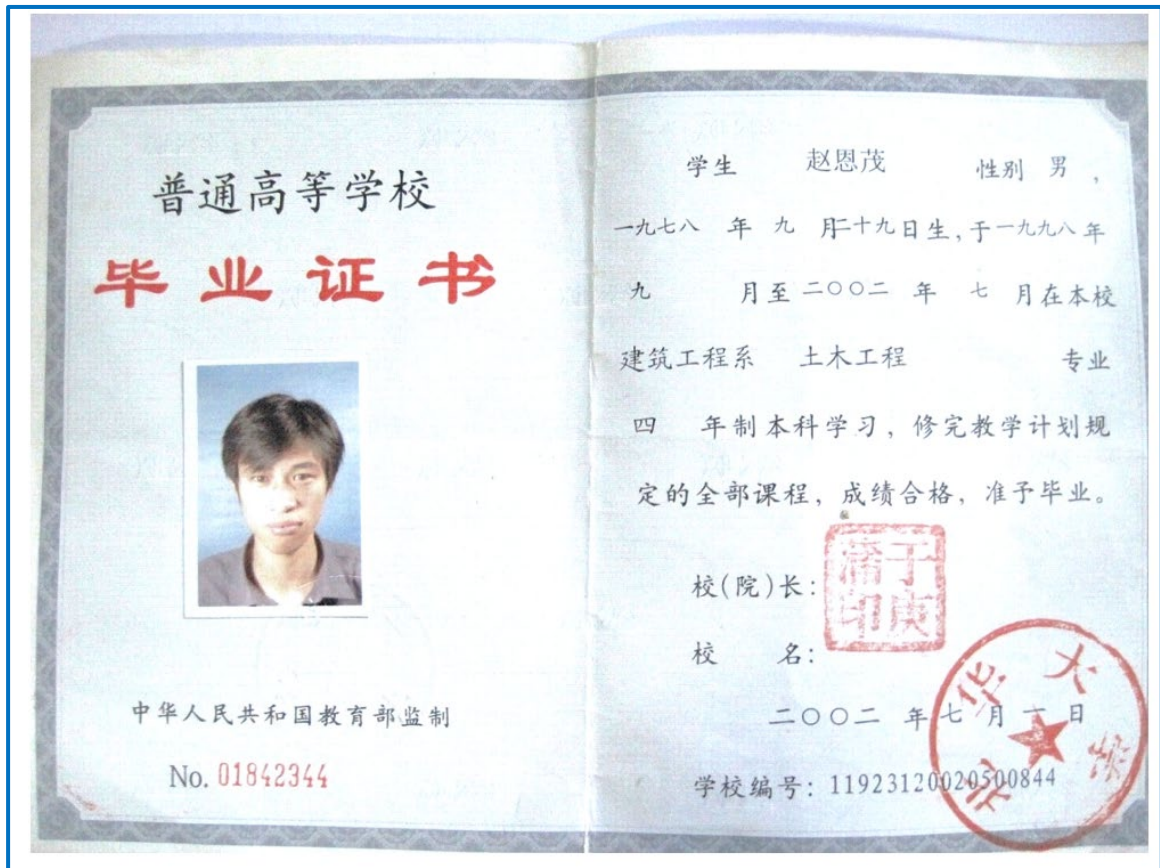 普通高等学校
毕业证书
中华人民共和国教育部监制
No. 01842344
学生 赵恩茂 性别 男,
一九七八 年 九 月二十九日生,于一九九八年
九 月至 二〇〇二 年 七 月在本校
建筑工程系 土木工程 专业
四 年制本科学习,修完教学计划规
定的全部课程,成绩合格,准予毕业。
校(院)长:
于庚
印
校 名:
二〇〇二 年七月一日
学校编号:11923120020500844
华大学